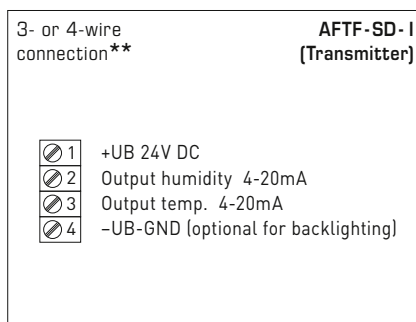 3- or 4-wire
connection**
AFTF-SD-I
(Transmitter)
1 +UB 24V DC
2 Output humidity 4-20mA
3 Output temp. 4-20mA
4 –UB-GND (optional for backlighting)